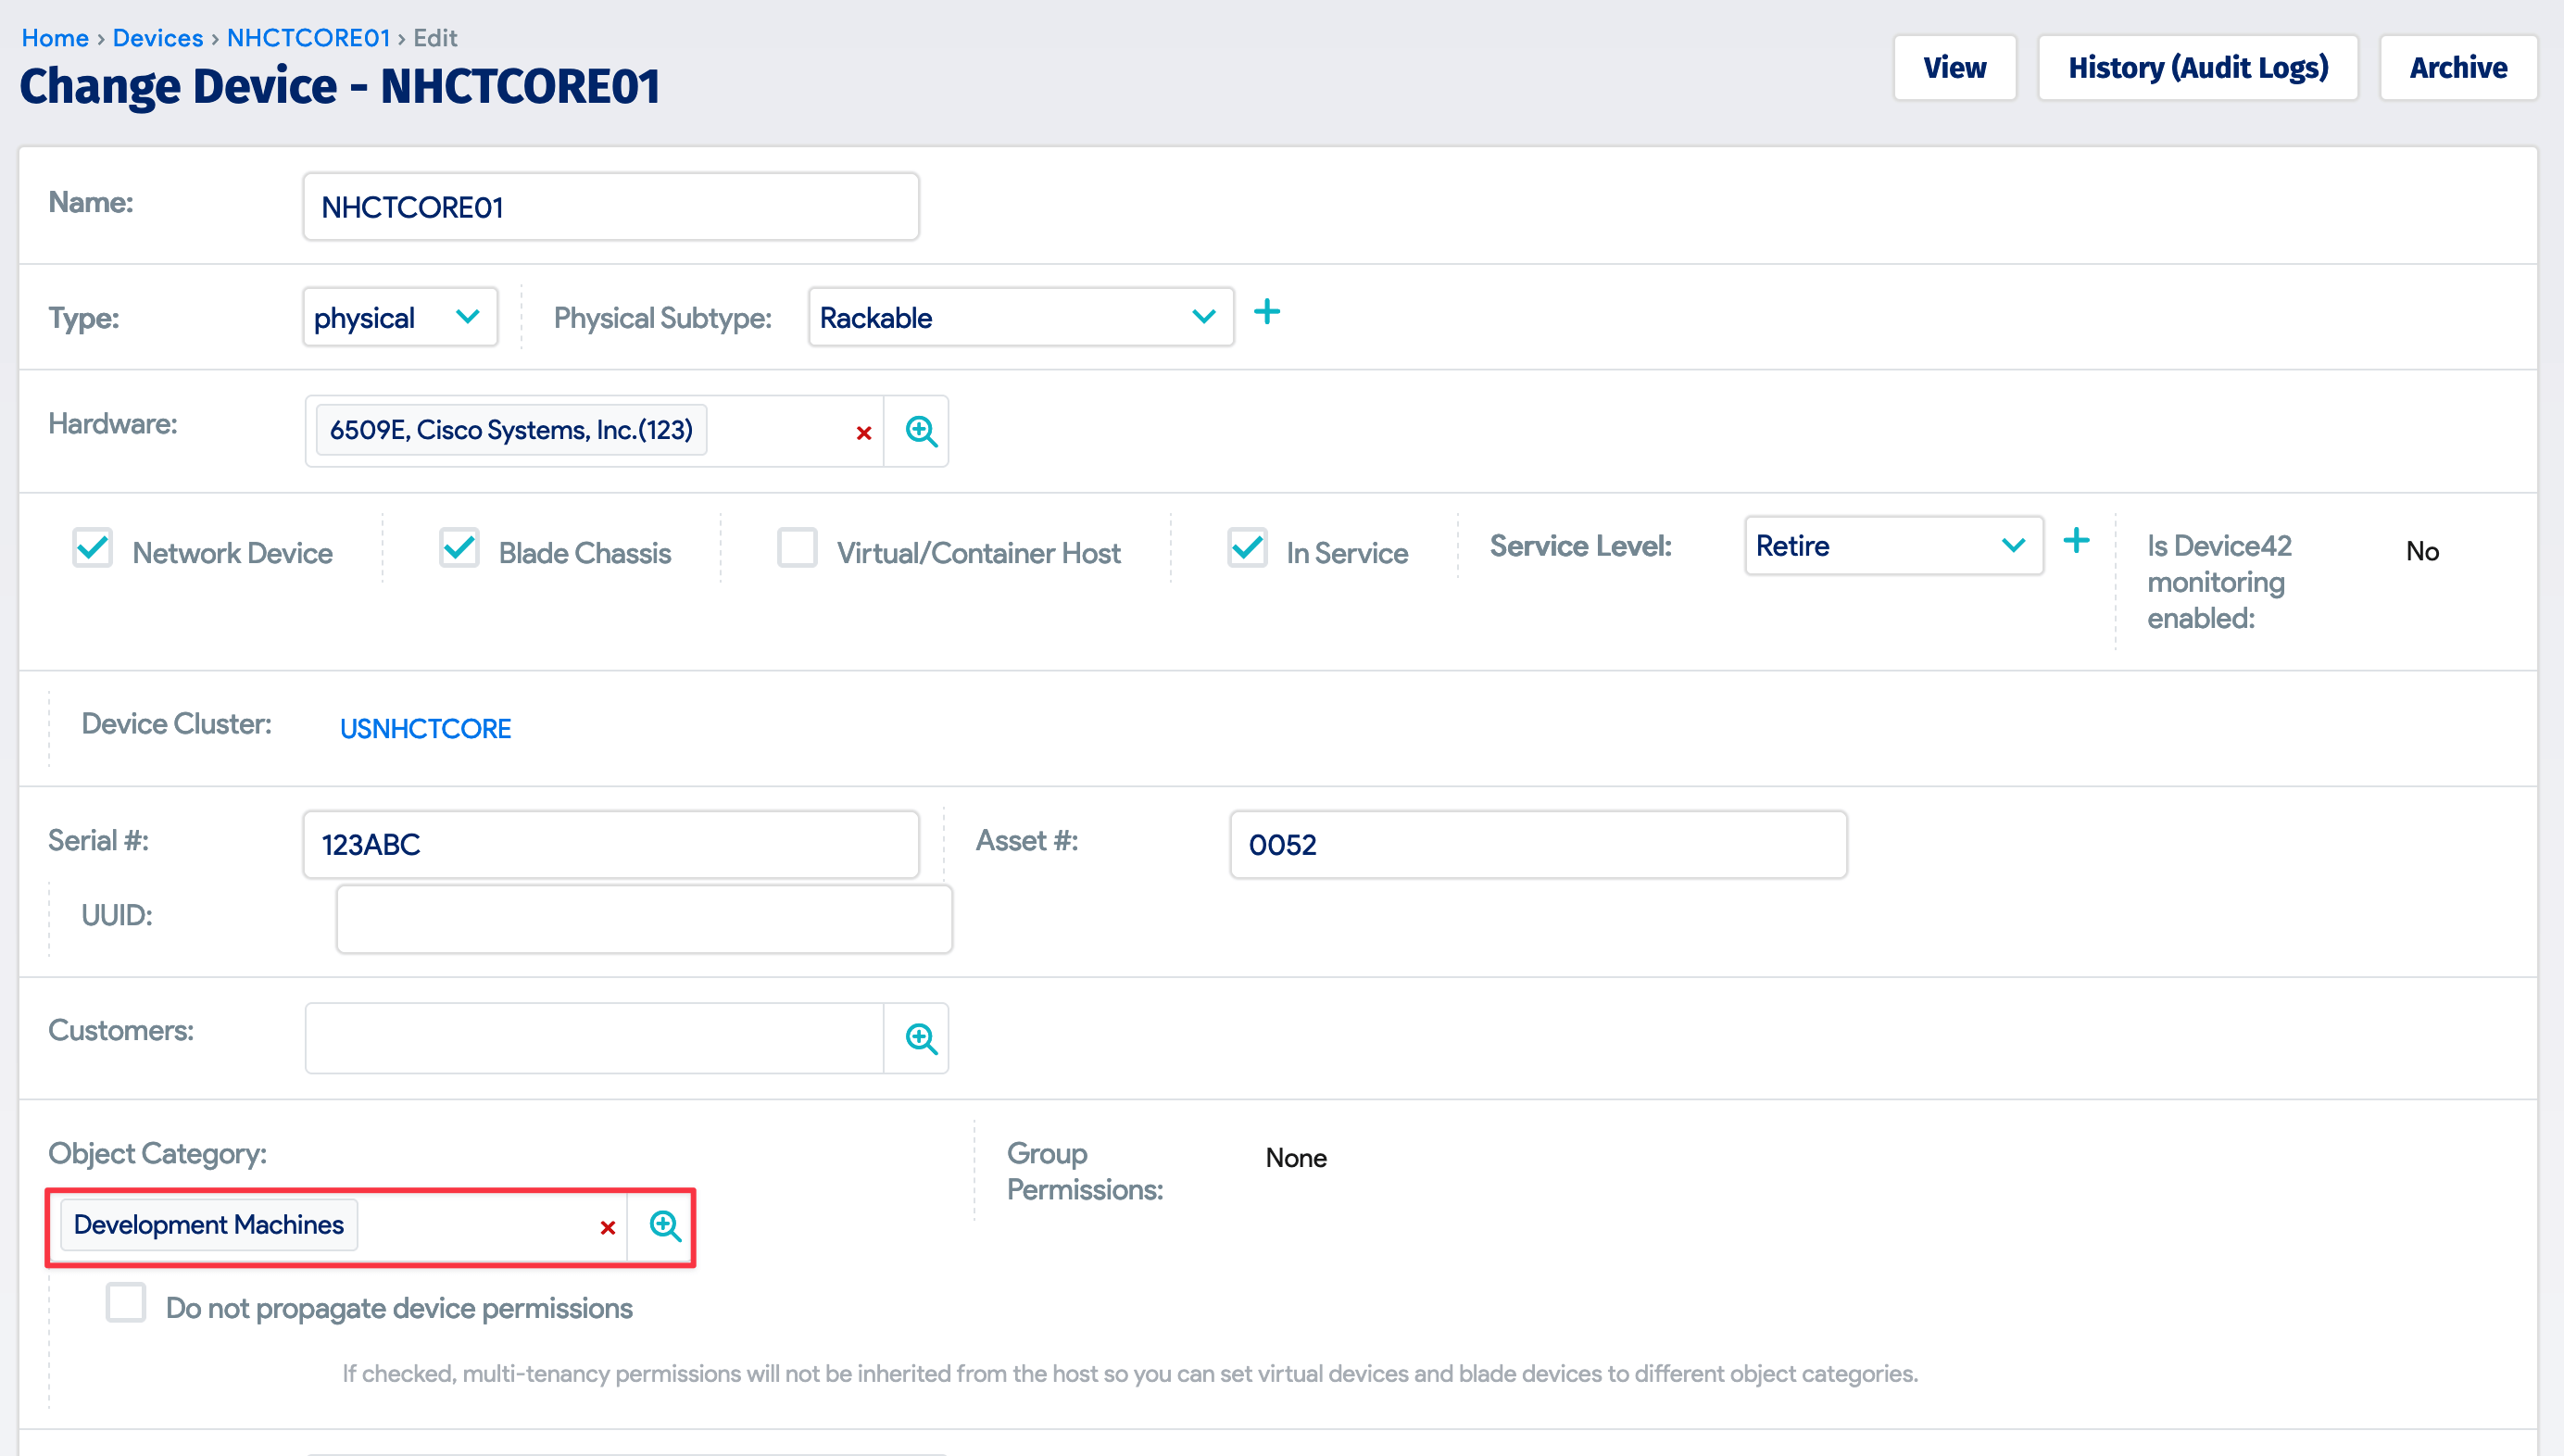 Home › Devices › NHCTCORE01 › Edit
Change Device - NHCTCORE01
View
History (Audit Logs)
Archive
Name:
NHCTCORE01
Type:
physical
Physical Subtype:
Rackable
Hardware:
6509E, Cisco Systems, Inc.(123)
Network Device
Blade Chassis
Virtual/Container Host
In Service
Service Level:
Retire
Is Device42
monitoring
enabled:
No
Device Cluster:
USNHCTCORE
Serial #:
123ABC
Asset #:
0052
UUID:
Customers:
Object Category:
Development Machines
Group
Permissions:
None
Do not propagate device permissions
If checked, multi-tenancy permissions will not be inherited from the host so you can set virtual devices and blade devices to different object categories.